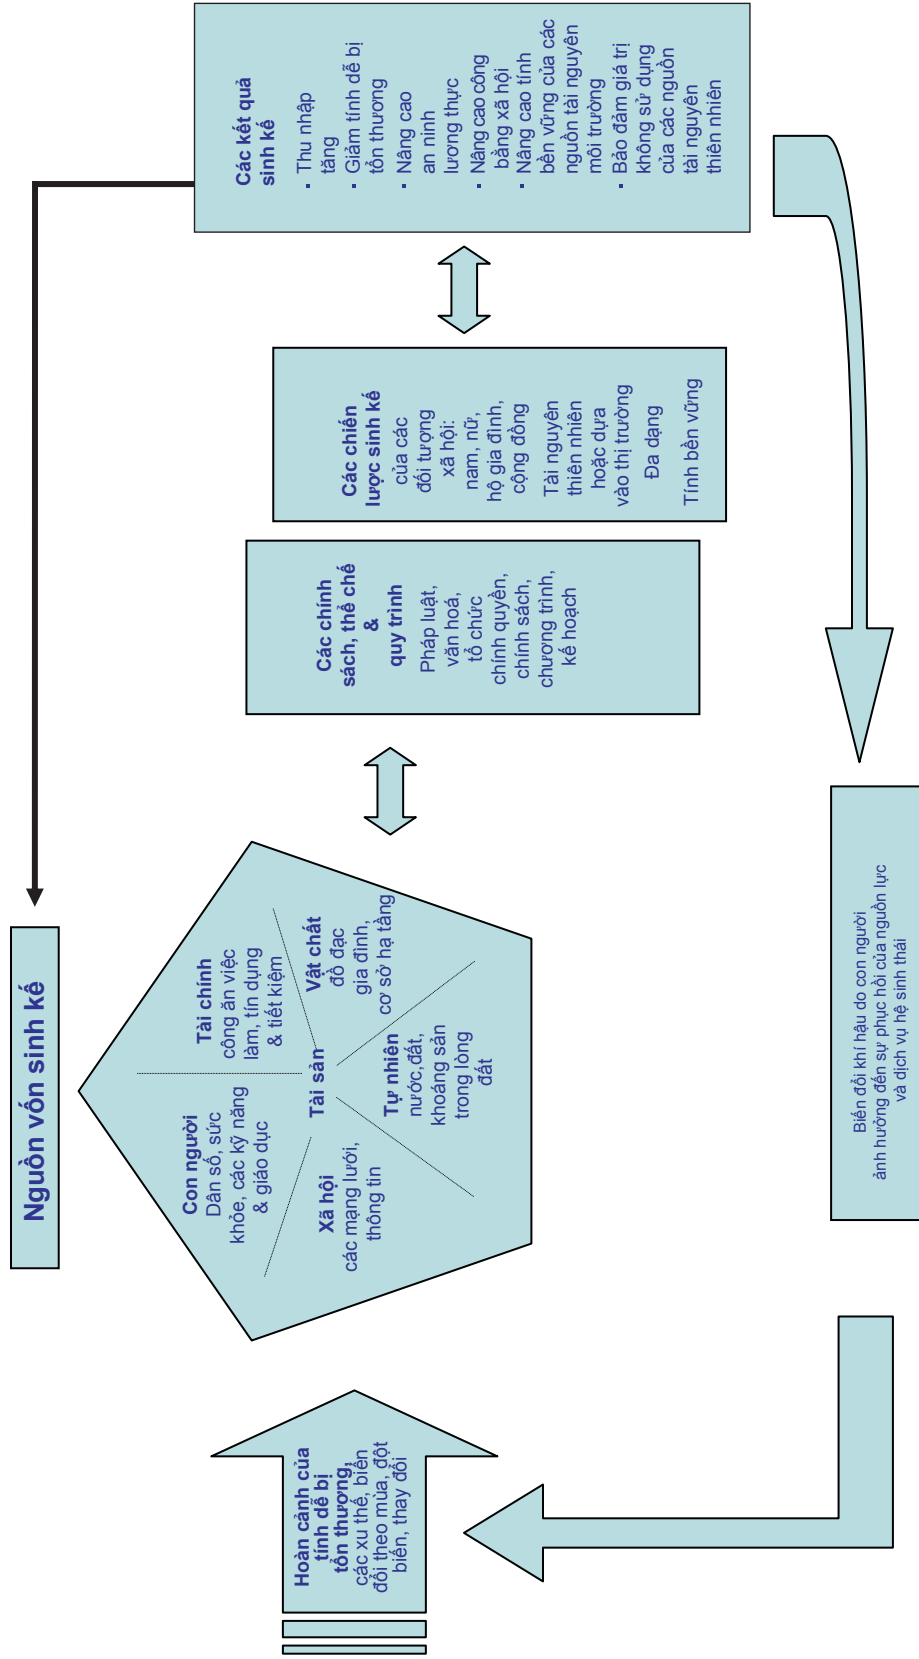 Nguồn vốn sinh kế
Hoàn cảnh của
tính dễ bị
tổn thương,
các xu thế, biến
đổi theo mùa, đột
biến, thay đổi
Con người
Dân số, sức
khỏe, các kỹ năng
& giáo dục
Tài chính
công ăn việc
làm, tín dụng
& tiết kiệm
Xã hội
các mạng lưới,
thông tin
Tài sản
Vật chất
đồ đạc
gia đình,
cơ sở hạ tầng
Tự nhiên
nước,đất,
khoáng sản
trong lòng
đất
Các chính
sách, thể chế
&
quy trình
Pháp luật,
văn hoá,
tổ chức
chính quyền,
chính sách,
chương trình,
kế hoạch
Các chiến
lược sinh kế
của các
đối tượng
xã hội:
nam, nữ,
hộ gia đình,
cộng đồng
Tài nguyên
thiên nhiên
hoặc dựa
vào thị trường
Đa dạng
Tính bền vững
Các kết quả
sinh kế
▪ Thu nhập
tăng
▪ Giảm tính dễ bị
tổn thương
▪ Nâng cao
an ninh
lương thực
▪ Nâng cao công
bằng xã hội
▪ Nâng cao tính
bền vững của các
nguồn tài nguyên
môi trường
▪ Bảo đảm giá trị
không sử dụng
của các nguồn
tài nguyên
thiên nhiên
Biến đổi khí hậu do con người
ảnh hưởng đến sự phục hồi của nguồn lực
và dịch vụ hệ sinh thái